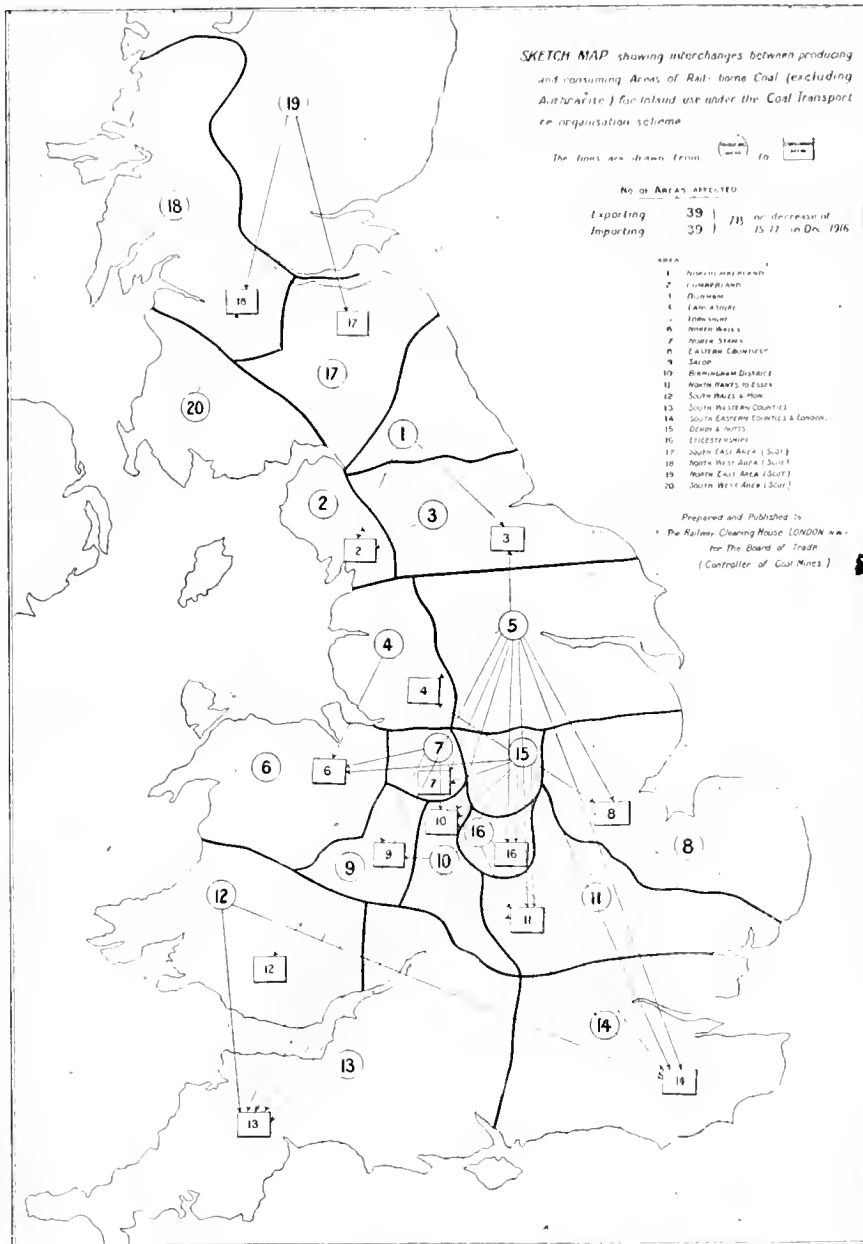 SKETCH MAP showing interchanges between producing
and consuming Areas of Rail-borne Coal (excluding
Anthracite) for Inland use under the Coal Transport
re organisation scheme
The lines are drawn from to
No of AREAS AFFECTED
Exporting 39
Importing 39
or decrease of
in Dec 1916
AREA
1 NORTHUMBERLAND
2 CUMBERLAND
3 DURHAM
4 LANCASHIRE
YORKSHIRE
6 NORTH WALES
7 NORTH STAFFS
8 EASTERN COUNTIES
9 SALOP
10 BIRMINGHAM DISTRICT
11 NORTH HANTS TO ESSEX
12 SOUTH WALES & MON
13 SOUTH WESTERN COUNTIES
14 SOUTH EASTERN COUNTIES & LONDON
15 DERBY & NOTTS
16 LEICESTERSHIRE
17 SOUTH EAST AREA (SCOT)
18 NORTH WEST AREA (SCOT)
19 NORTH EAST AREA (SCOT)
20 SOUTH WEST AREA (SCOT)
Prepared and Published by
The Railway Clearing House LONDON N.W.1
for The Board of Trade
(Controller of Coal Mines)
19
18
18
17
17
20
1
2
3
2
3
4
5
4
6
7
15
6
7
8
10
16
8
9
9
10
16
11
12
11
12
14
13
14
13